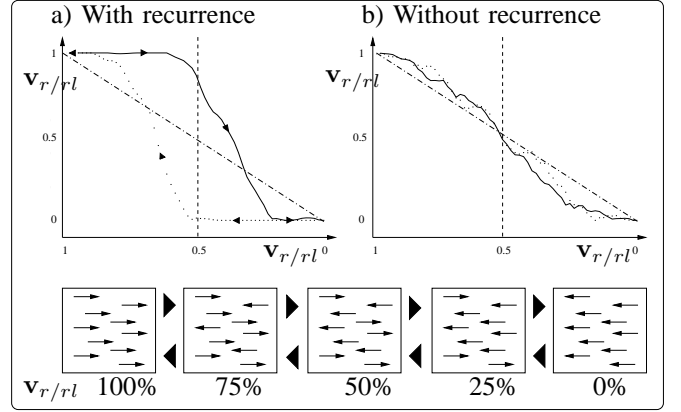 a) With recurrence
b) Without recurrence
1
v_{r/rl}
0.5
0
1
0.5
0
v_{r/rl}
1
v_{r/rl}
0.5
0
1
0.5
0
v_{r/rl}
v_{r/rl} 100% 75% 50% 25% 0%